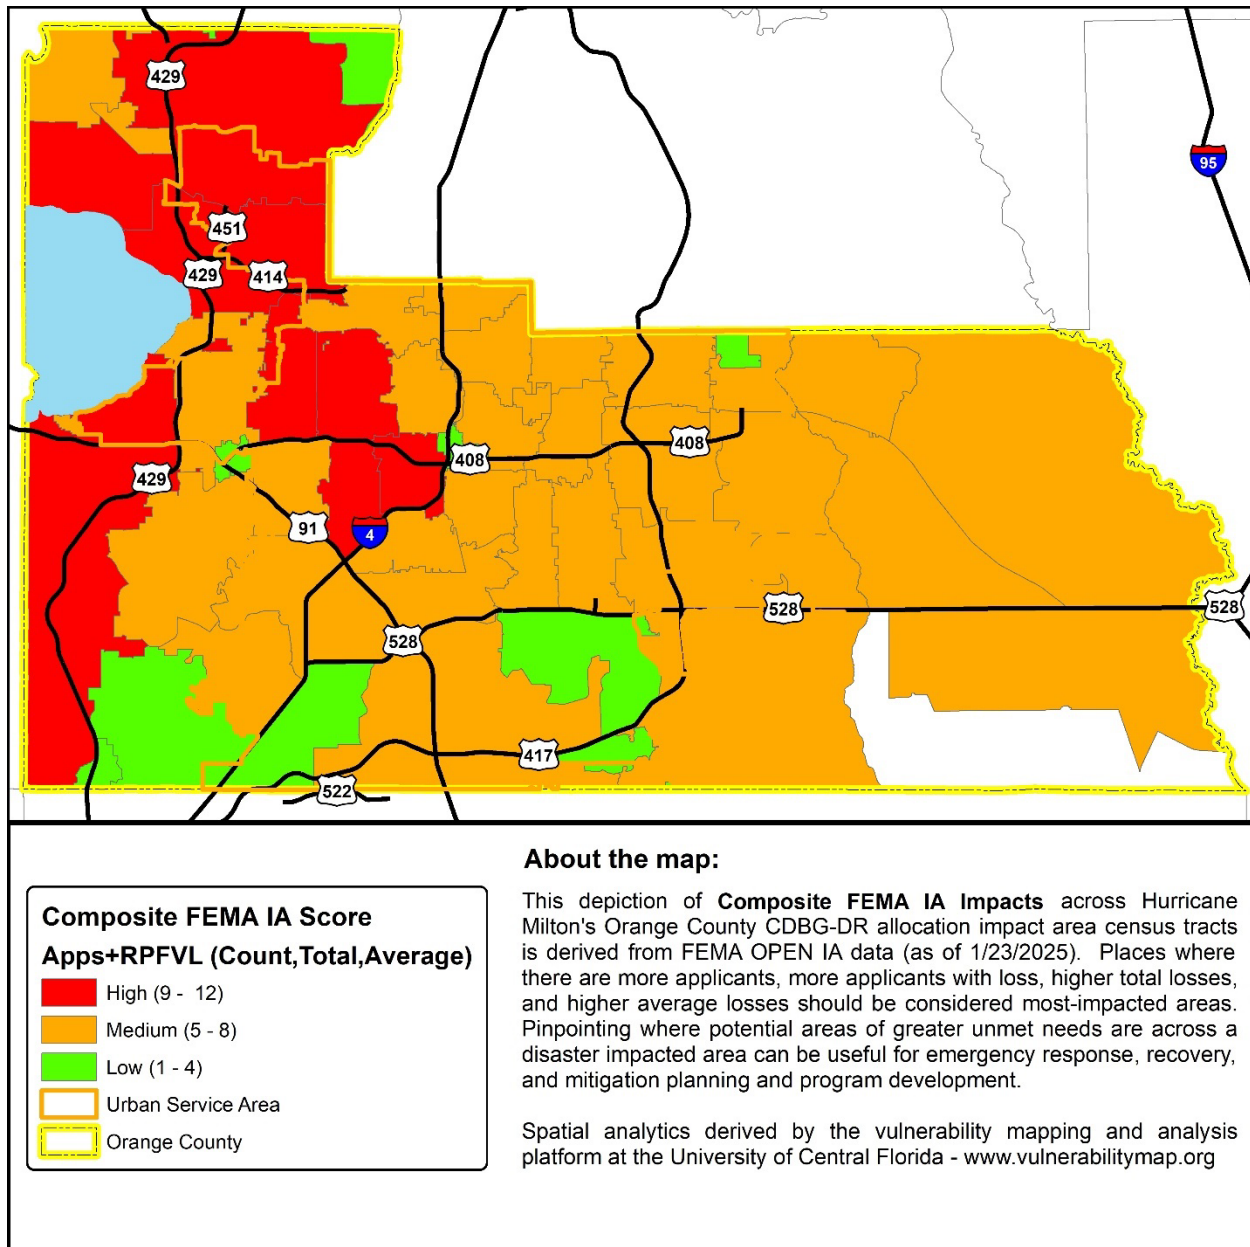 429
95
451
429
414
408
408
429
91
4
528
528
528
417
522
About the map:
This depiction of Composite FEMA IA Impacts across Hurricane
Milton's Orange County CDBG-DR allocation impact area census tracts
is derived from FEMA OPEN IA data (as of 1/23/2025). Places where
there are more applicants, more applicants with loss, higher total losses,
and higher average losses should be considered most-impacted areas.
Pinpointing where potential areas of greater unmet needs are across a
disaster impacted area can be useful for emergency response, recovery,
and mitigation planning and program development.
Spatial analytics derived by the vulnerability mapping and analysis
platform at the University of Central Florida - www.vulnerabilitymap.org
Composite FEMA IA Score
Apps+RPFVL (Count,Total,Average)
High (9 - 12)
Medium (5 - 8)
Low (1 - 4)
Urban Service Area
Orange County